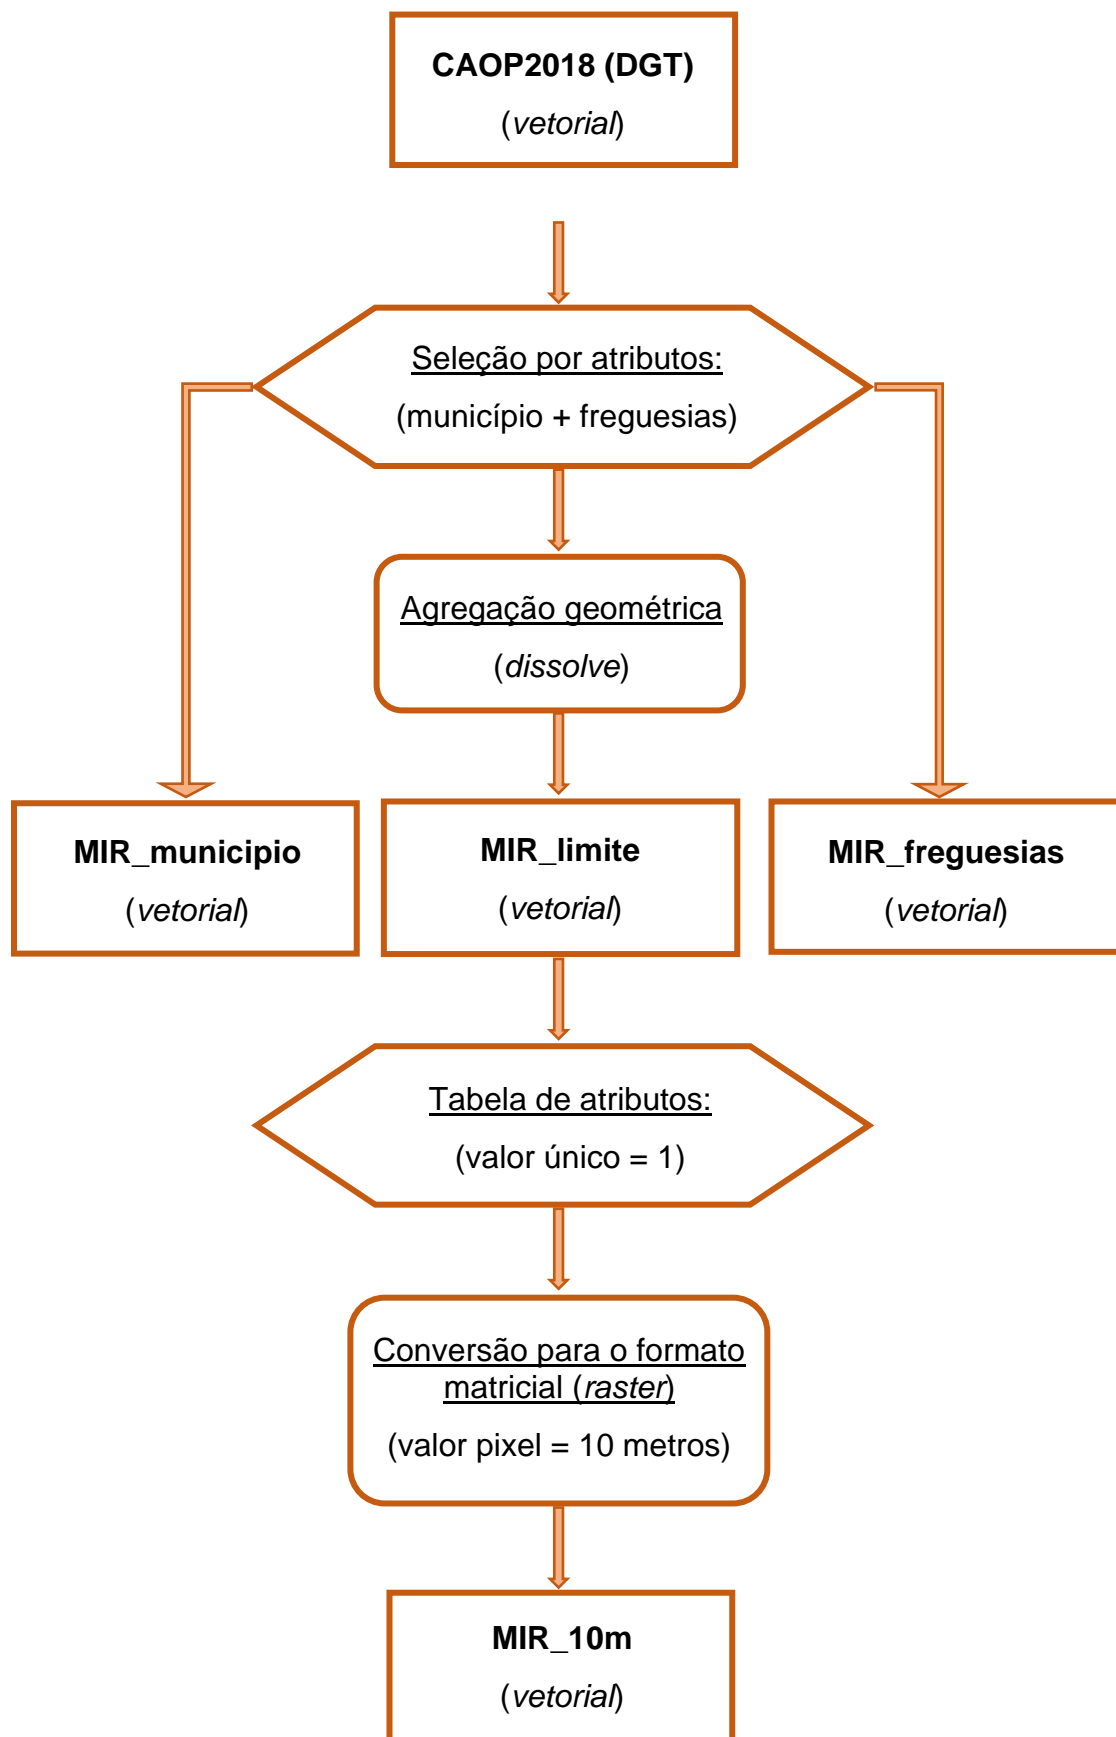 CAOP2018 (DGT)
(vetorial)
Seleção por atributos:
(município + freguesias)
Agregação geométrica
(dissolve)
MIR_municipio
(vetorial)
MIR_limite
(vetorial)
MIR_freguesias
(vetorial)
Tabela de atributos:
(valor único = 1)
Conversão para o formato
matricial (raster)
(valor pixel = 10 metros)
MIR_10m
(vetorial)